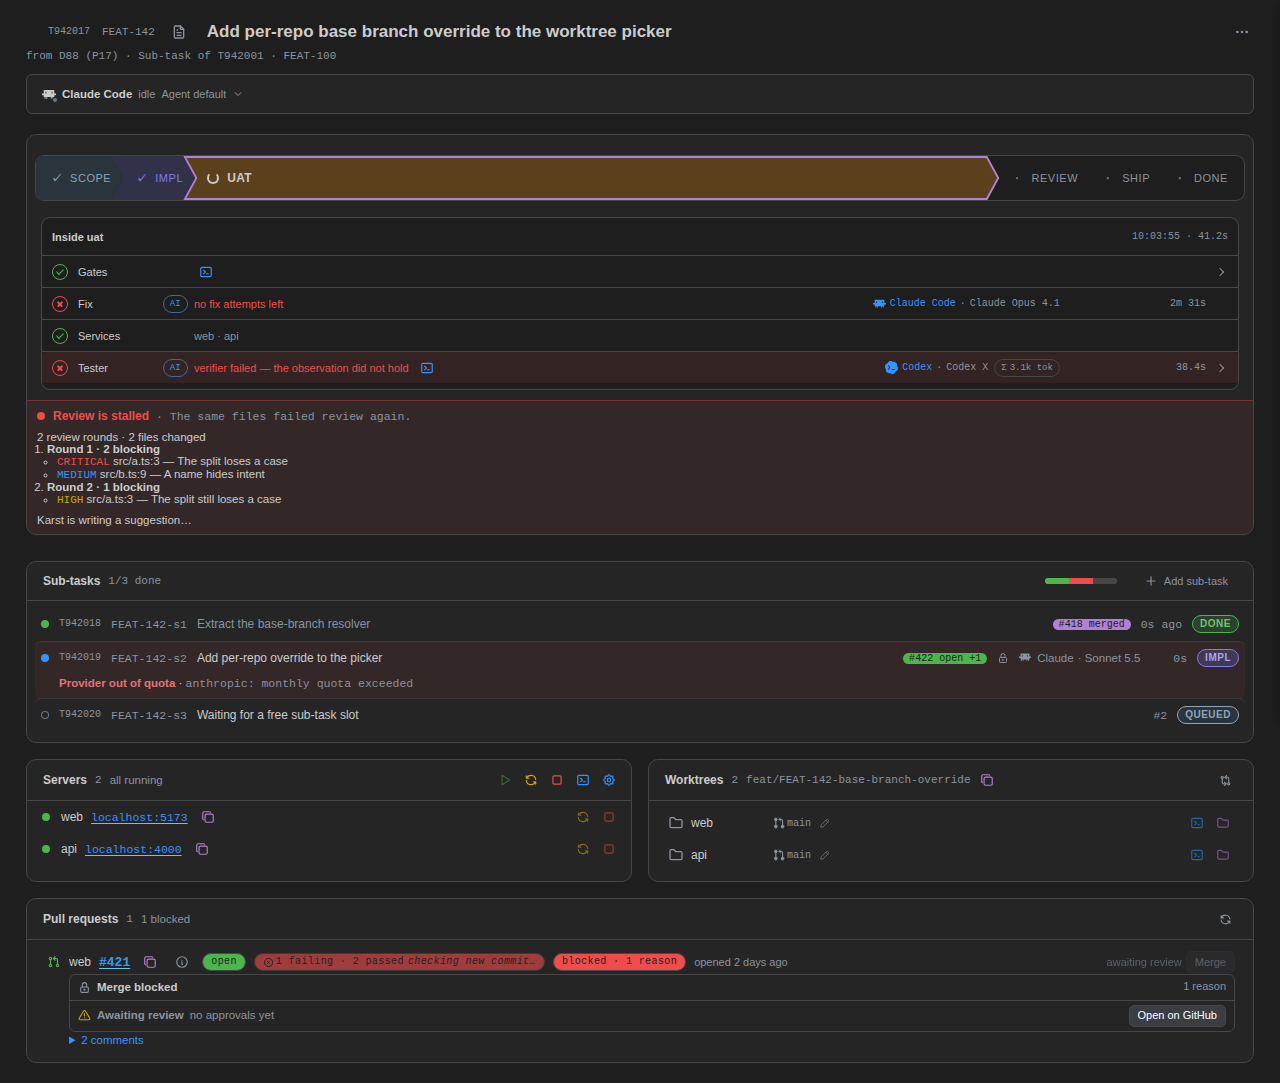 T942017 FEAT-142 Add per-repo base branch override to the worktree picker
from D88 (P17) · Sub-task of T942001 · FEAT-100
Claude Code idle Agent default
SCOPE IMPL UAT · REVIEW · SHIP · DONE
Inside uat 10:03:55 · 41.2s
Gates
Fix AI no fix attempts left Claude Code · Claude Opus 4.1 2m 31s
Services web · api
Tester AI verifier failed — the observation did not hold Codex · Codex X Σ 3.1k tok 38.4s
Review is stalled · The same files failed review again.
2 review rounds · 2 files changed
1. Round 1 · 2 blocking
CRITICAL src/a.ts:3 — The split loses a case
MEDIUM src/b.ts:9 — A name hides intent
2. Round 2 · 1 blocking
HIGH src/a.ts:3 — The split still loses a case
Karst is writing a suggestion…
Sub-tasks 1/3 done Add sub-task
T942018 FEAT-142-s1 Extract the base-branch resolver #418 merged 0s ago DONE
T942019 FEAT-142-s2 Add per-repo override to the picker #422 open +1 Claude · Sonnet 5.5 0s IMPL
Provider out of quota · anthropic: monthly quota exceeded
T942020 FEAT-142-s3 Waiting for a free sub-task slot #2 QUEUED
Servers 2 all running
web localhost:5173
api localhost:4000
Worktrees 2 feat/FEAT-142-base-branch-override
web main
api main
Pull requests 1 1 blocked
web #421 open 1 failing · 2 passed checking new commit… blocked · 1 reason opened 2 days ago awaiting review Merge
Merge blocked 1 reason
Awaiting review no approvals yet Open on GitHub
2 comments